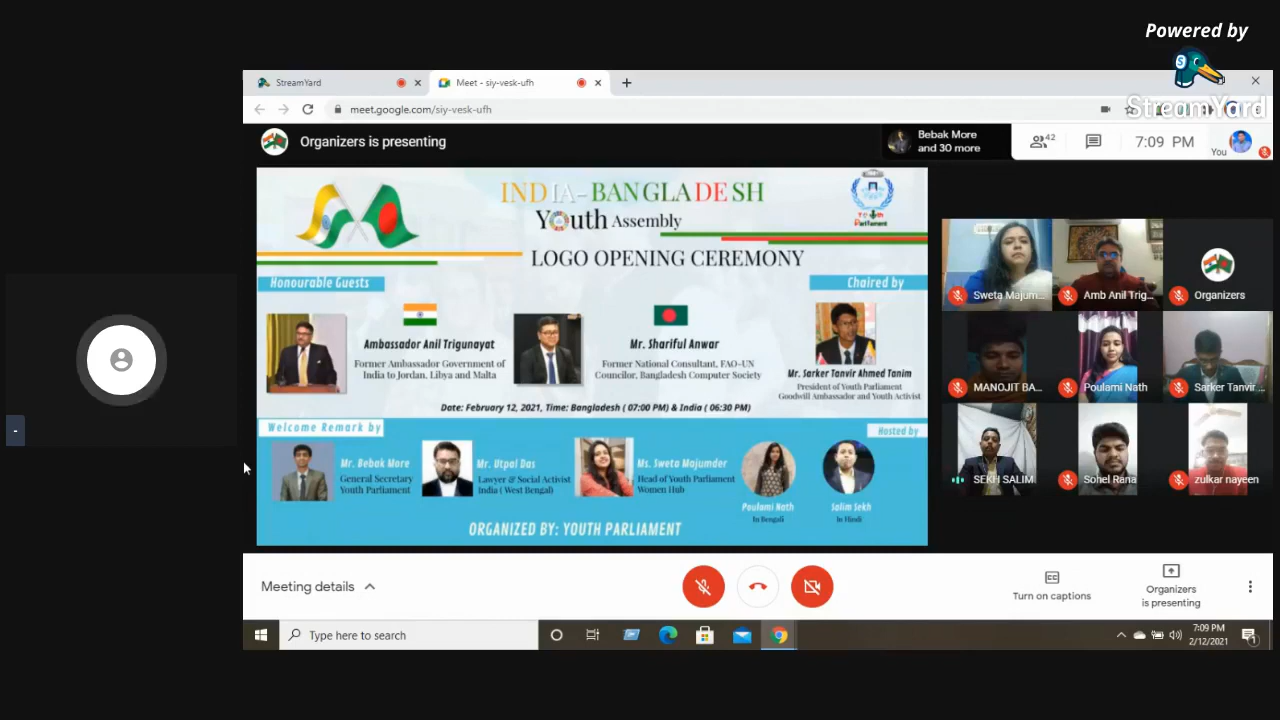 Powered by
StreamYard
StreamYard
Meet - siy-vesk-ufh
meet.google.com/siy-vesk-ufh
Organizers is presenting
Bebak More
and 30 more
42
7:09 PM
You
INDIA-BANGLADESH
Youth Assembly
Youth
Parliament
LOGO OPENING CEREMONY
Honourable Guests
Chaired by
Ambassador Anil Trigunayat
Former Ambassador Government of
India to Jordan, Libya and Malta
Mr. Shariful Anwar
Former National Consultant, FAO-UN
Councilor, Bangladesh Computer Society
Mr. Sarker Tanvir Ahmed Tanim
President of Youth Parliament
Goodwill Ambassador and Youth Activist
Date: February 12, 2021, Time: Bangladesh ( 07:00 PM) & India ( 06:30 PM)
Welcome Remark by
Hosted by
Mr. Bebak More
General Secretary
Youth Parliament
Mr. Utpal Das
Lawyer & Social Activist
India ( West Bengal)
Ms. Sweta Majumder
Head of Youth Parliament
Women Hub
Poulami Nath
In Bengali
Salim Sekh
In Hindi
ORGANIZED BY: YOUTH PARLIAMENT
Sweta Majum...
Amb Anil Trig...
Organizers
MANOJIT BA...
Poulami Nath
Sarker Tanvir ...
SEKH SALIM
Sohel Rana
zulkar nayeen
Meeting details
Turn on captions
Organizers
is presenting
Type here to search
7:09 PM
2/12/2021